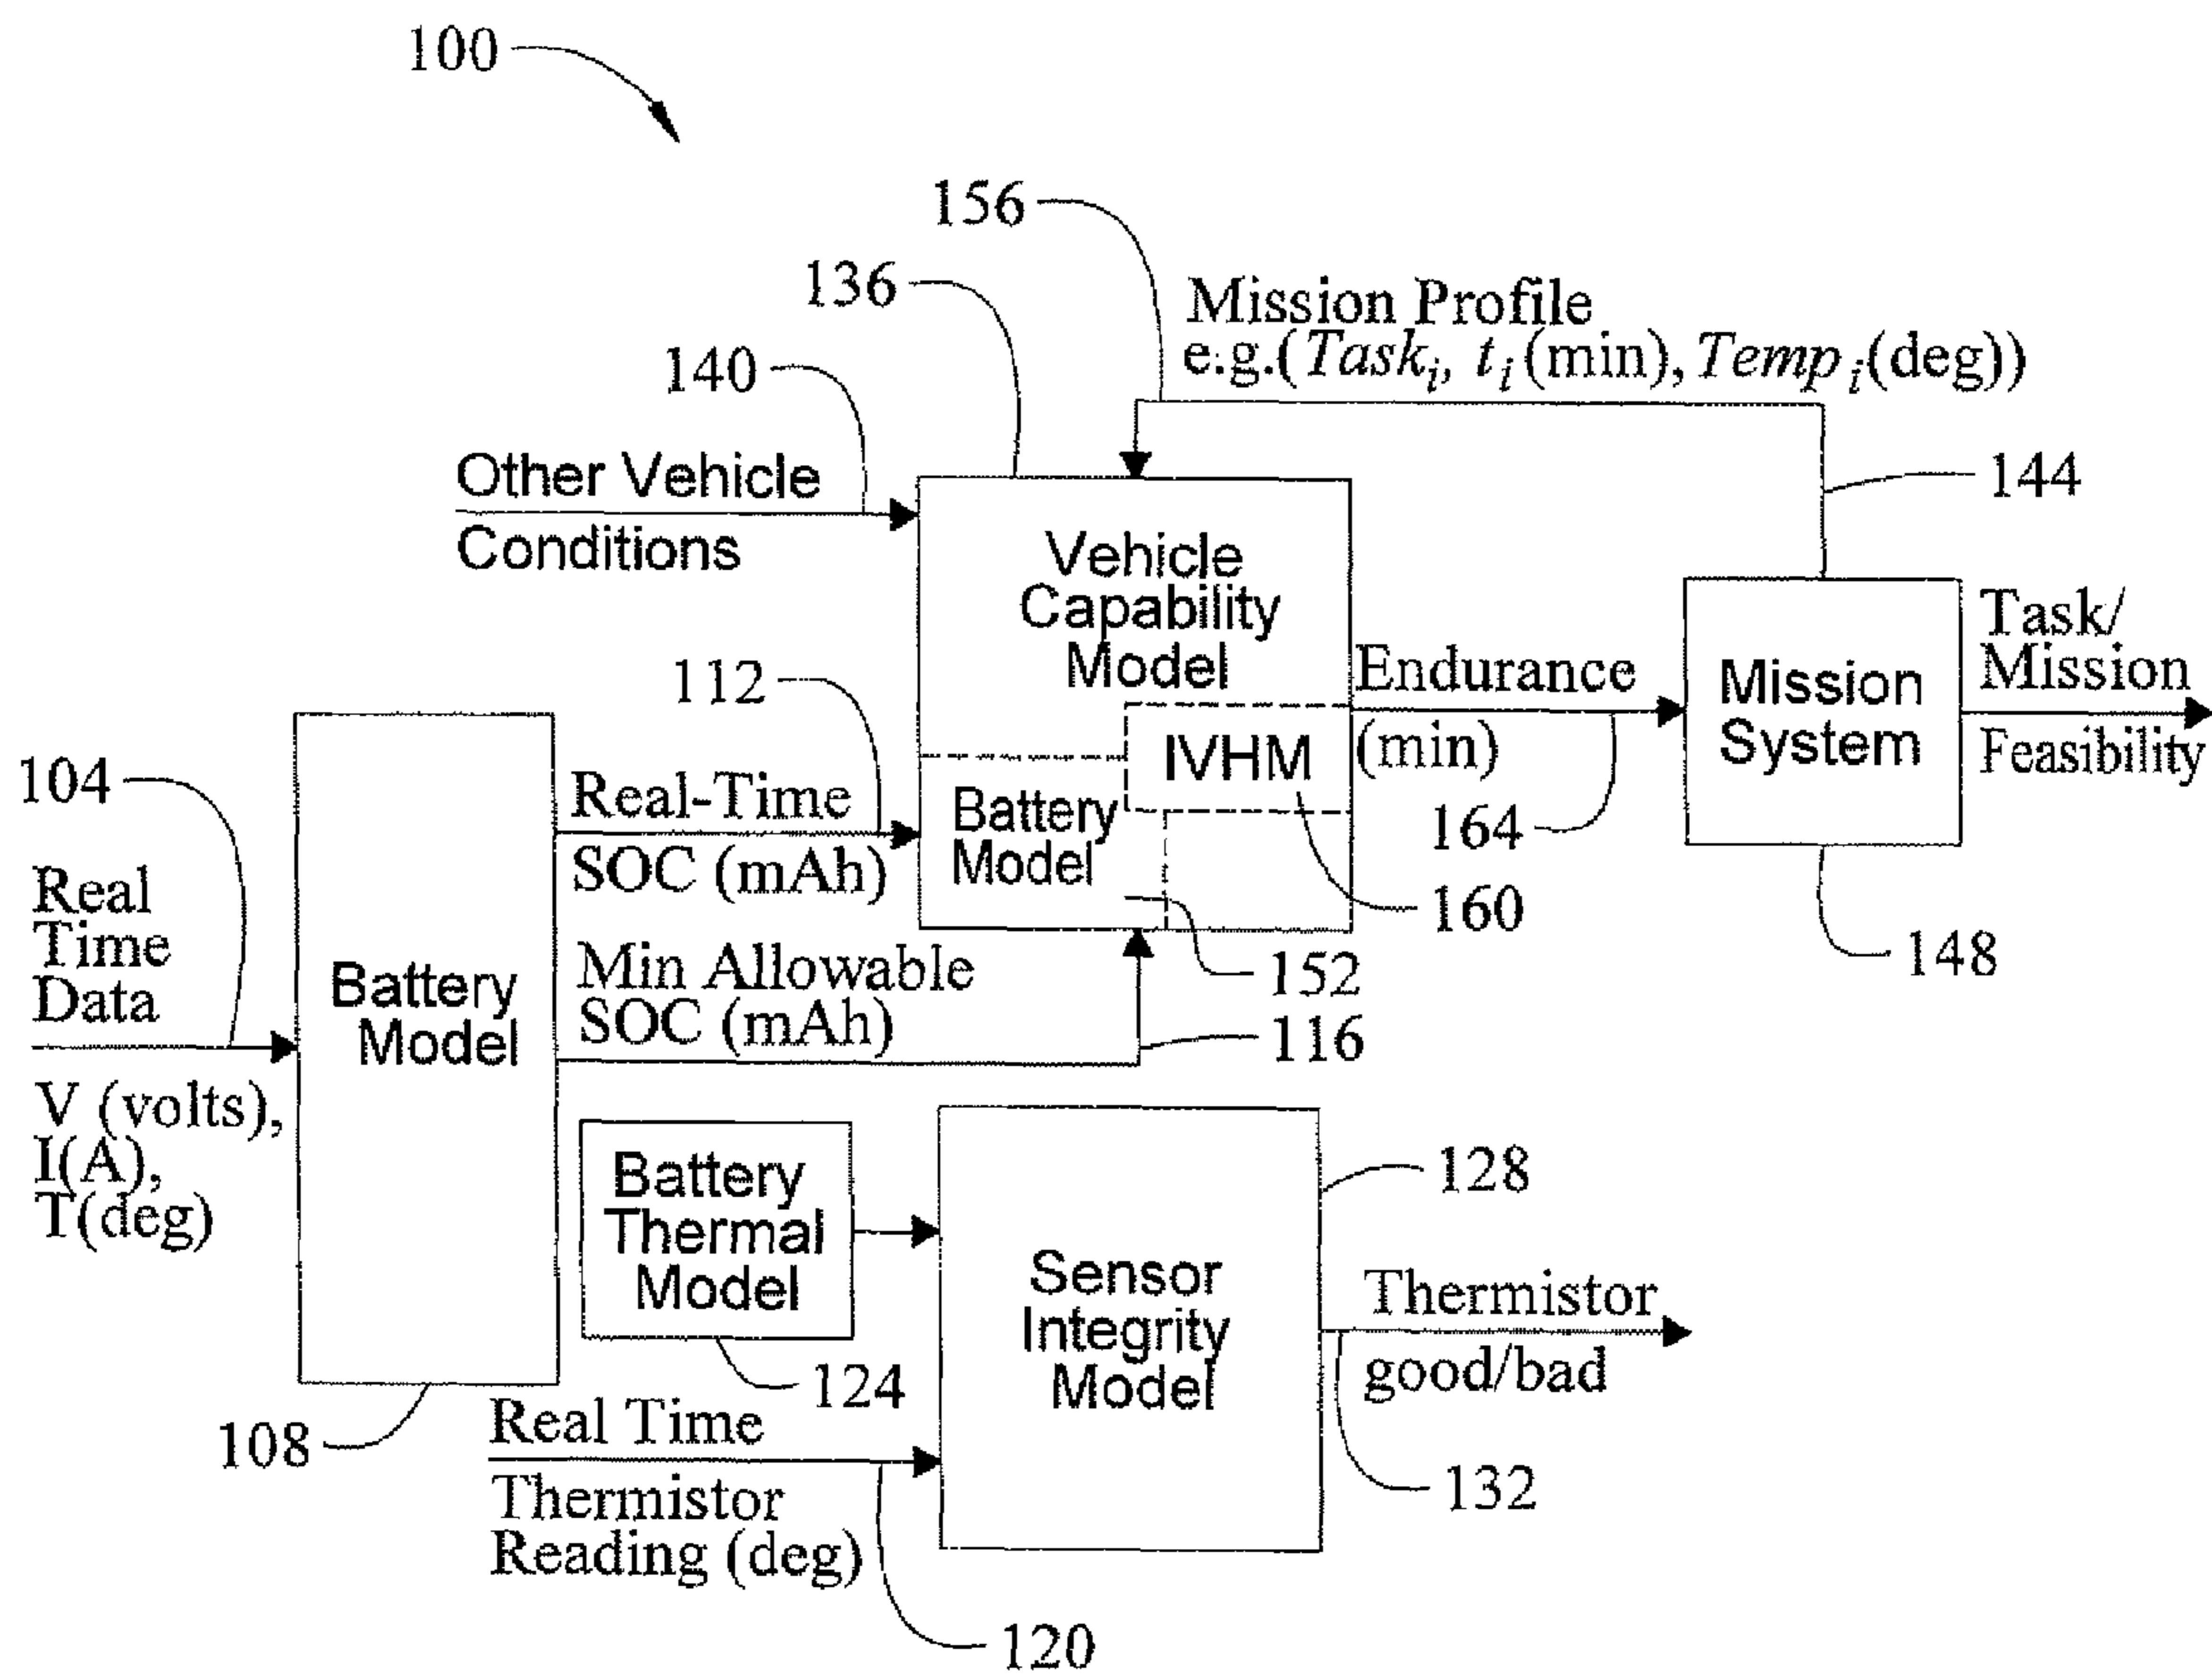 100
156
136
Mission Profile
e.g.(Task_i, t_i (min), Temp_i(deg))
140
Other Vehicle
Conditions
144
Vehicle
Capability
Model
112
Endurance
(min)
Mission
System
Task/
Mission
Feasibility
104
Real-Time
SOC (mAh)
IVHM
Battery
Model
164
160
152
148
Real
Time
Data
Battery
Model
Min Allowable
SOC (mAh)
116
V (volts),
I(A),
T(deg)
Battery
Thermal
Model
128
Sensor
Integrity
Model
Thermistor
good/bad
124
108
Real Time
Thermistor
Reading (deg)
132
120